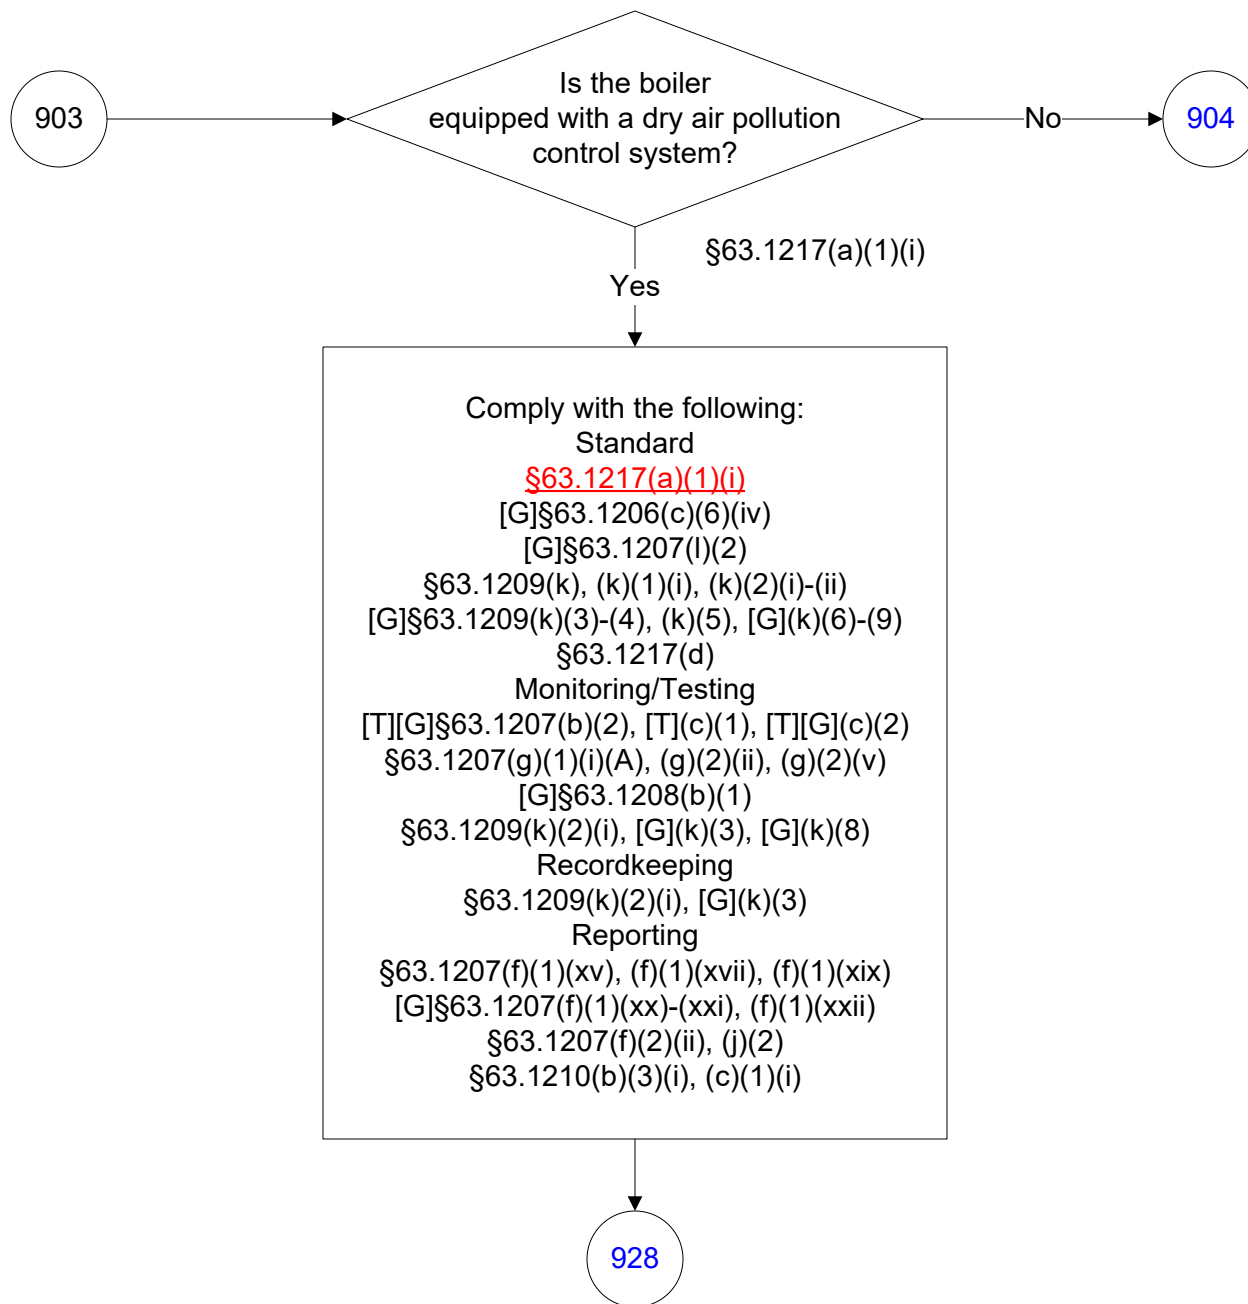 903
Is the boiler
equipped with a dry air pollution
control system?
No
904
§63.1217(a)(1)(i)
Yes
Comply with the following:
Standard
§63.1217(a)(1)(i)
[G]§63.1206(c)(6)(iv)
[G]§63.1207(l)(2)
§63.1209(k), (k)(1)(i), (k)(2)(i)-(ii)
[G]§63.1209(k)(3)-(4), (k)(5), [G](k)(6)-(9)
§63.1217(d)
Monitoring/Testing
[T][G]§63.1207(b)(2), [T](c)(1), [T][G](c)(2)
§63.1207(g)(1)(i)(A), (g)(2)(ii), (g)(2)(v)
[G]§63.1208(b)(1)
§63.1209(k)(2)(i), [G](k)(3), [G](k)(8)
Recordkeeping
§63.1209(k)(2)(i), [G](k)(3)
Reporting
§63.1207(f)(1)(xv), (f)(1)(xvii), (f)(1)(xix)
[G]§63.1207(f)(1)(xx)-(xxi), (f)(1)(xxii)
§63.1207(f)(2)(ii), (j)(2)
§63.1210(b)(3)(i), (c)(1)(i)
928